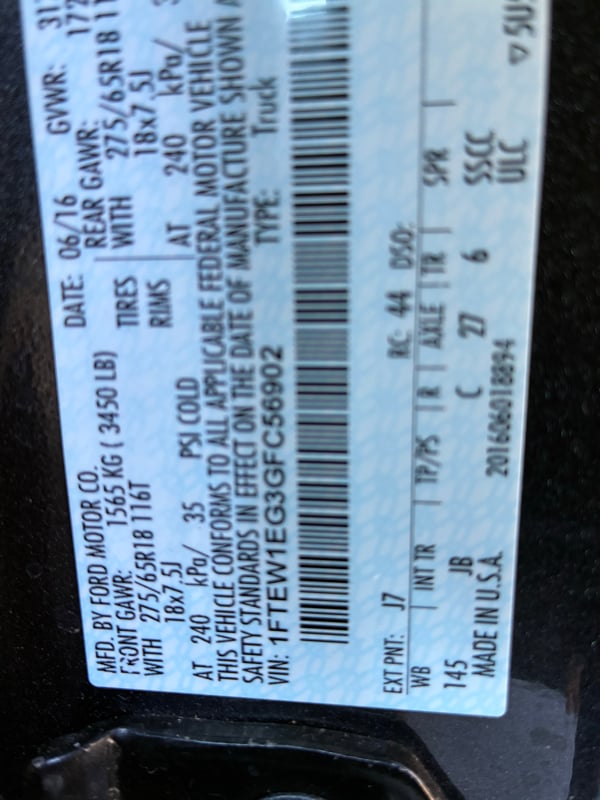 MFD. BY FORD MOTOR CO.
DATE: 06/16 GVWR: 31
FRONT GAWR: 1565 KG ( 3450 LB)
REAR GAWR: 172
WITH 275/65R18 116T TIRES WITH 275/65R18 11
18x7.5J RIMS 18x7.5J
AT 240 kPa/ 35 PSI COLD AT 240 kPa/
THIS VEHICLE CONFORMS TO ALL APPLICABLE FEDERAL MOTOR VEHICLE
SAFETY STANDARDS IN EFFECT ON THE DATE OF MANUFACTURE SHOWN A
VIN: 1FTEW1EG3GFC56902 TYPE: Truck
EXT PNT: J7 RC: 44 DSO:
WB | INT TR | TP/PS | R | AXLE | TR | SPR |
145 JB C 27 6 SSCC
MADE IN U.S.A. 201606018894 ULC
▽ 5U5